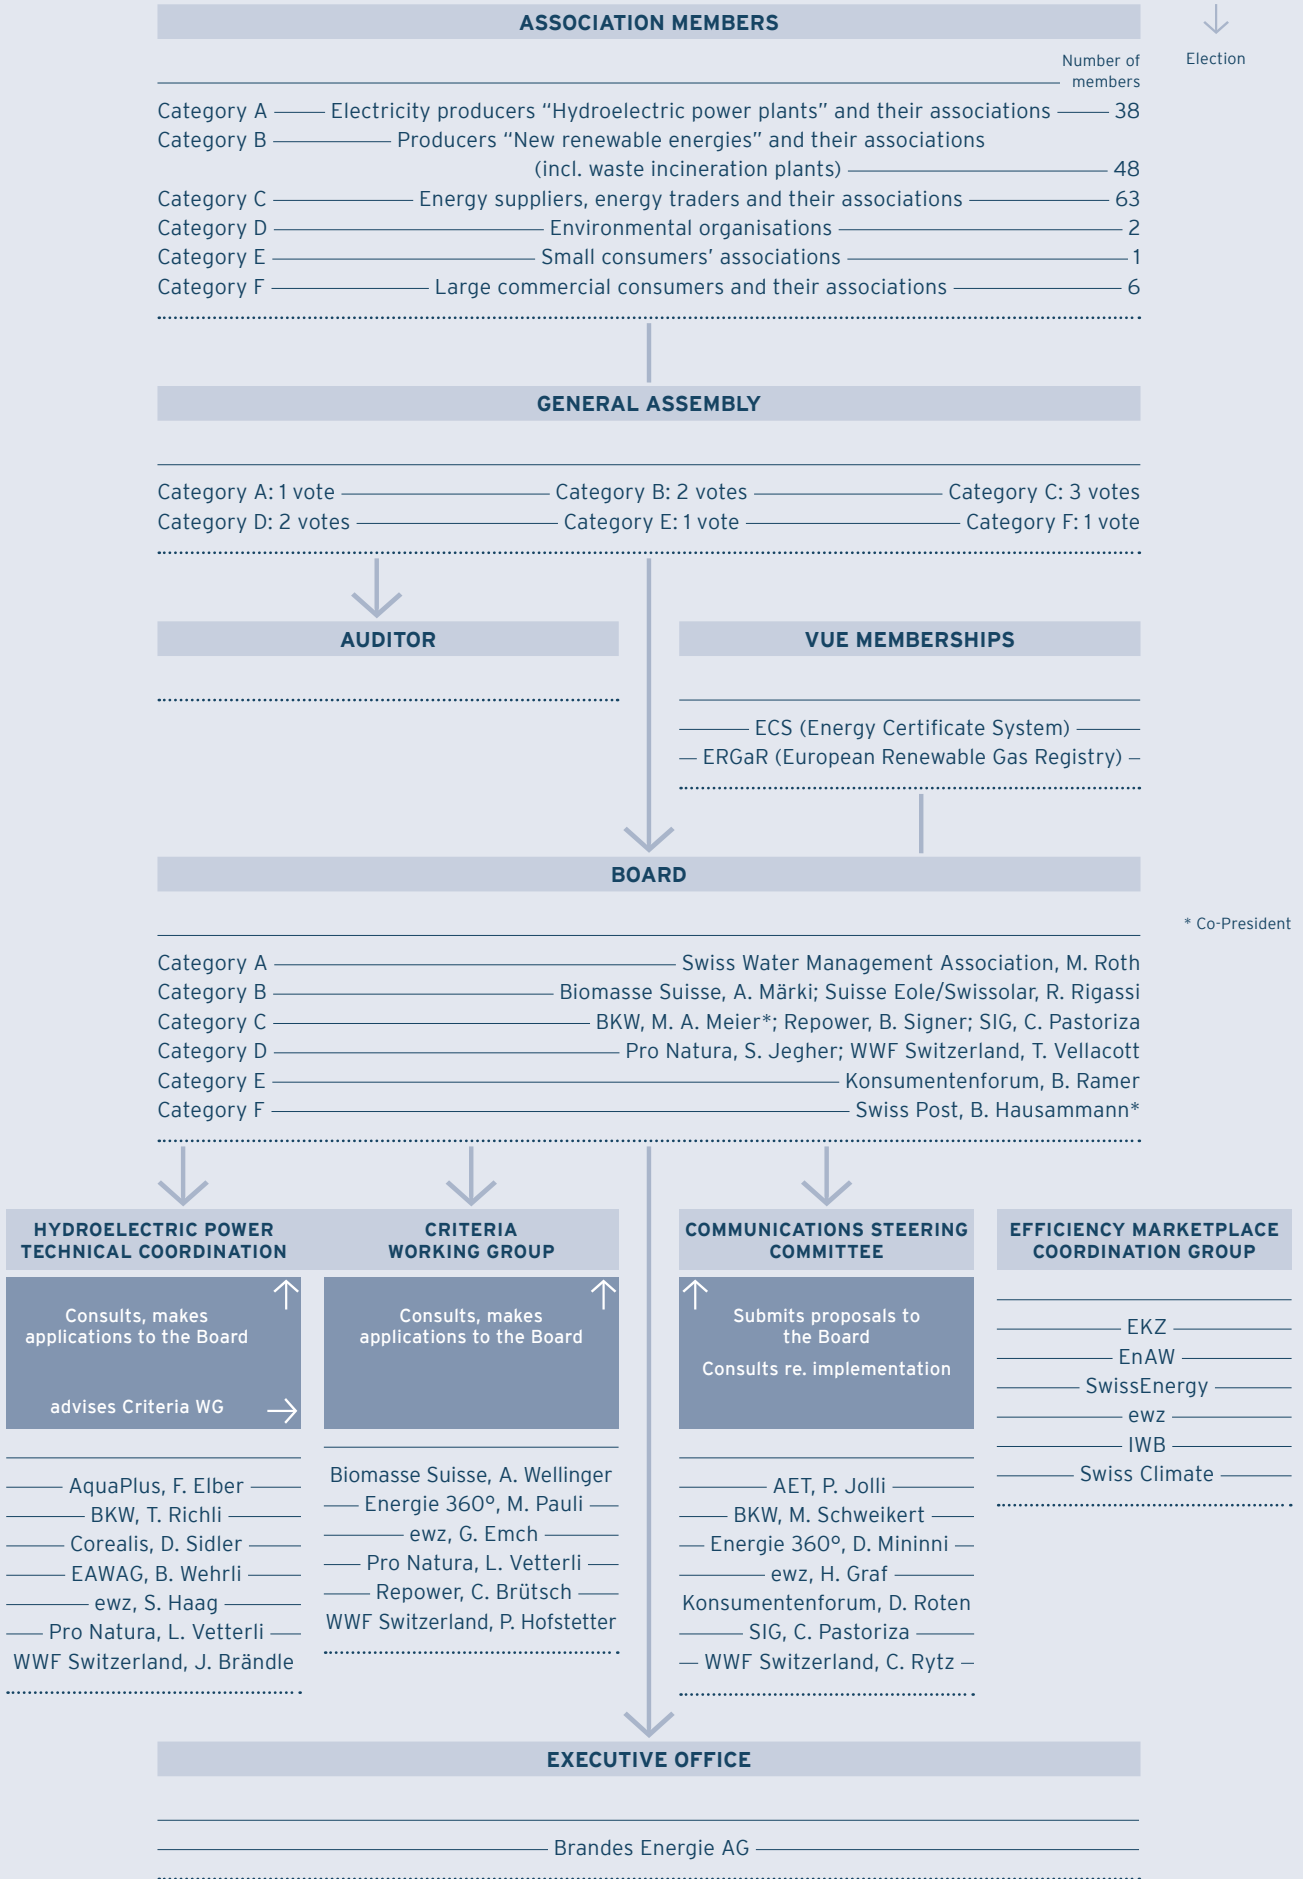 ASSOCIATION MEMBERS
Election
Number of
members
Category A Electricity producers “Hydroelectric power plants” and their associations 38
Category B Producers “New renewable energies” and their associations
(incl. waste incineration plants) 48
Category C Energy suppliers, energy traders and their associations 63
Category D Environmental organisations 2
Category E Small consumers’ associations 1
Category F Large commercial consumers and their associations 6
GENERAL ASSEMBLY
Category A: 1 vote Category B: 2 votes Category C: 3 votes
Category D: 2 votes Category E: 1 vote Category F: 1 vote
AUDITOR
VUE MEMBERSHIPS
ECS (Energy Certificate System)
ERGaR (European Renewable Gas Registry)
BOARD
* Co-President
Category A Swiss Water Management Association, M. Roth
Category B Biomasse Suisse, A. Märki; Suisse Eole/Swissolar, R. Rigassi
Category C BKW, M. A. Meier*; Repower, B. Signer; SIG, C. Pastoriza
Category D Pro Natura, S. Jegher; WWF Switzerland, T. Vellacott
Category E Konsumentenforum, B. Ramer
Category F Swiss Post, B. Hausammann*
HYDROELECTRIC POWER
TECHNICAL COORDINATION
Consults, makes
applications to the Board
advises Criteria WG
AquaPlus, F. Elber
BKW, T. Richli
Corealis, D. Sidler
EAWAG, B. Wehrli
ewz, S. Haag
Pro Natura, L. Vetterli
WWF Switzerland, J. Brändle
CRITERIA
WORKING GROUP
Consults, makes
applications to the Board
Biomasse Suisse, A. Wellinger
Energie 360°, M. Pauli
ewz, G. Emch
Pro Natura, L. Vetterli
Repower, C. Brütsch
WWF Switzerland, P. Hofstetter
COMMUNICATIONS STEERING
COMMITTEE
Submits proposals to
the Board
Consults re. implementation
AET, P. Jolli
BKW, M. Schweikert
Energie 360°, D. Mininni
ewz, H. Graf
Konsumentenforum, D. Roten
SIG, C. Pastoriza
WWF Switzerland, C. Rytz
EFFICIENCY MARKETPLACE
COORDINATION GROUP
EKZ
EnAW
SwissEnergy
ewz
IWB
Swiss Climate
EXECUTIVE OFFICE
Brandes Energie AG